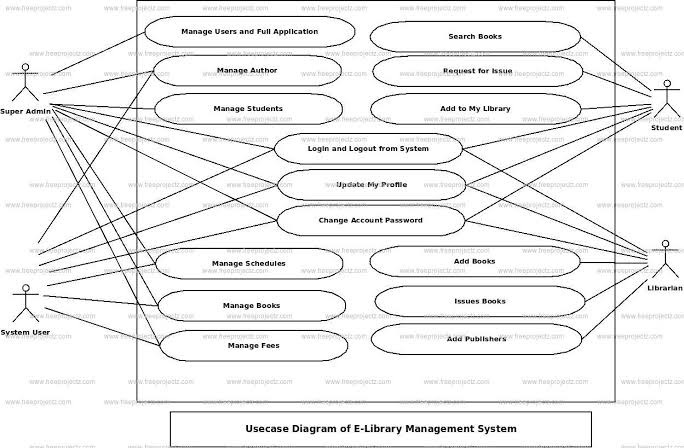 Manage Users and Full Application
Search Books
Manage Author
Request for Issue
Super Admin
Manage Students
Add to My Library
Student
Login and Logout from System
Update My Profile
Change Account Password
Manage Schedules
Add Books
Librarian
Manage Books
Issues Books
System User
Manage Fees
Add Publishers
Usecase Diagram of E-Library Management System
www.freeprojectz.com